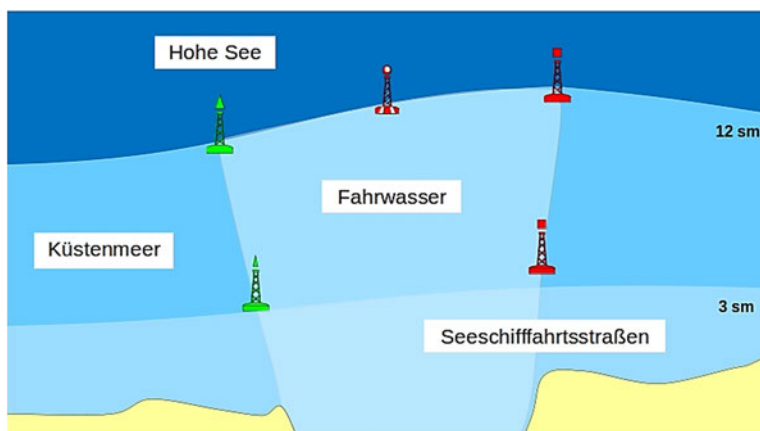 Hohe See
12 sm
Fahrwasser
Küstenmeer
3 sm
Seeschifffahrtsstraßen